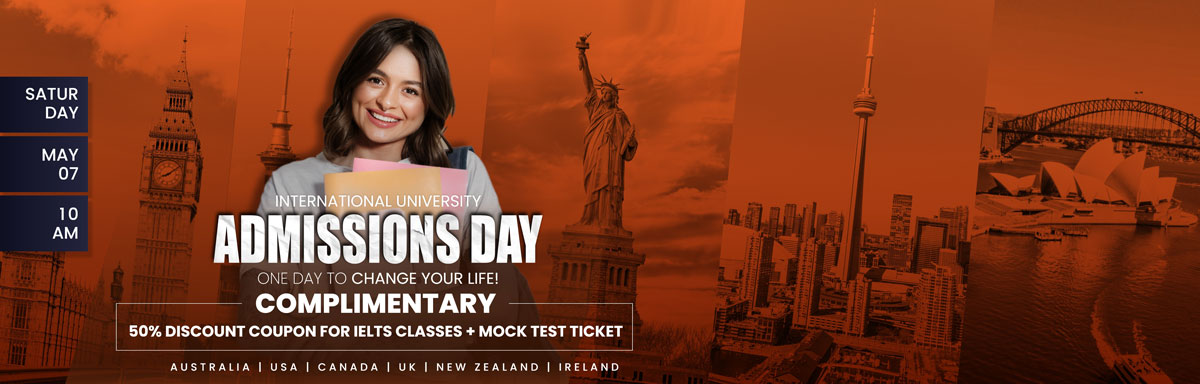 SATUR
DAY
MAY
07
10
AM
INTERNATIONAL UNIVERSITY
ADMISSIONS DAY
ONE DAY TO CHANGE YOUR LIFE!
COMPLIMENTARY
50% DISCOUNT COUPON FOR IELTS CLASSES + MOCK TEST TICKET
AUSTRALIA | USA | CANADA | UK | NEW ZEALAND | IRELAND